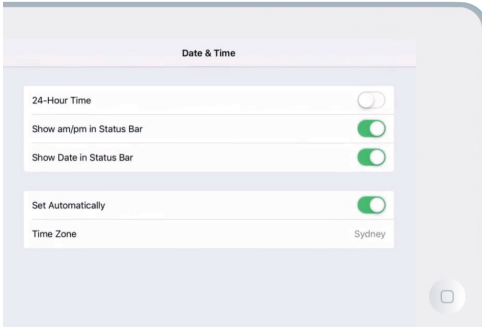 Date & Time
24-Hour Time
Show am/pm in Status Bar
Show Date in Status Bar
Set Automatically
Time Zone Sydney